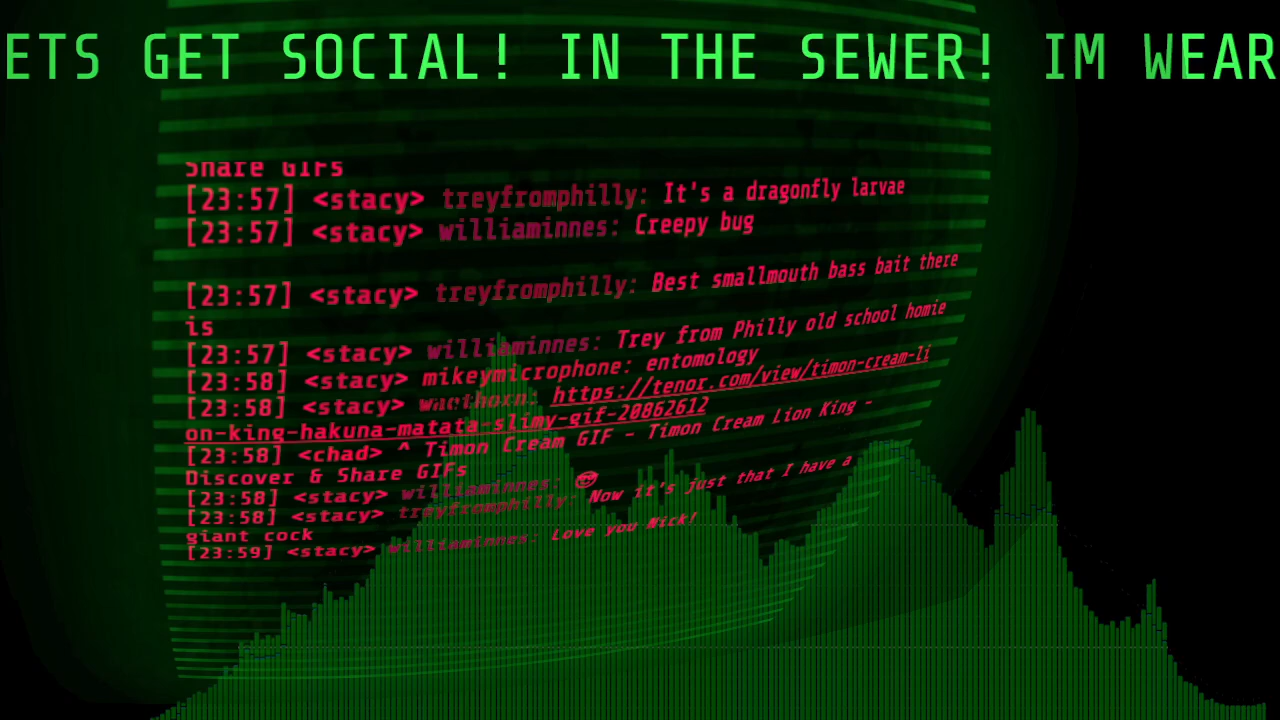 ETS GET SOCIAL! IN THE SEWER! IM WEAR
Share GIFs
[23:57] <stacy> treyfromphilly: It's a dragonfly larvae
[23:57] <stacy> williaminnes: Creepy bug
[23:57] <stacy> treyfromphilly: Best smallmouth bass bait there
is
[23:57] <stacy> williaminnes: Trey from Philly old school homie
[23:58] <stacy> mikeymicrophone: entomology
[23:58] <stacy> https://tenor.com/view/timon-cream-li
on-king-hakuna-matata-slimy-gif-20862612
[23:58] <chad> ^ Timon Cream GIF - Timon Cream Lion King -
Discover & Share GIFs
[23:58] <stacy> williaminnes: 😎
[23:58] <stacy> treyfromphilly: Now it's just that I have a
giant cock
[23:59] <stacy> williaminnes: Love you Nick!